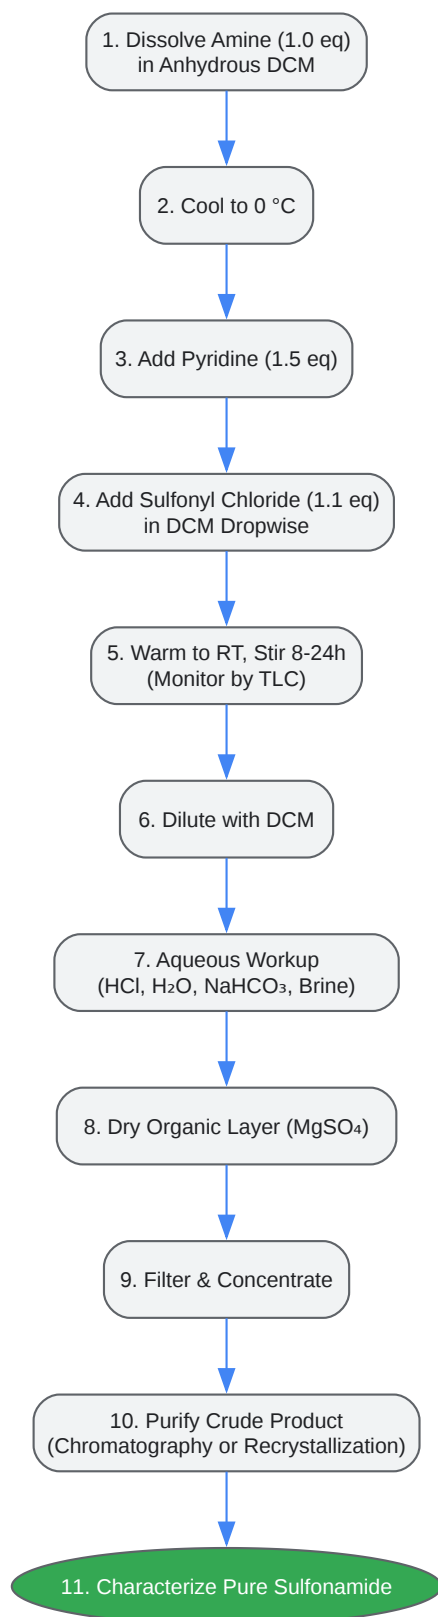 1. Dissolve Amine (1.0 eq)
in Anhydrous DCM
2. Cool to 0 °C
3. Add Pyridine (1.5 eq)
4. Add Sulfonyl Chloride (1.1 eq)
in DCM Dropwise
5. Warm to RT, Stir 8-24h
(Monitor by TLC)
6. Dilute with DCM
7. Aqueous Workup
(HCl, H₂O, NaHCO₃, Brine)
8. Dry Organic Layer (MgSO₄)
9. Filter & Concentrate
10. Purify Crude Product
(Chromatography or Recrystallization)
11. Characterize Pure Sulfonamide